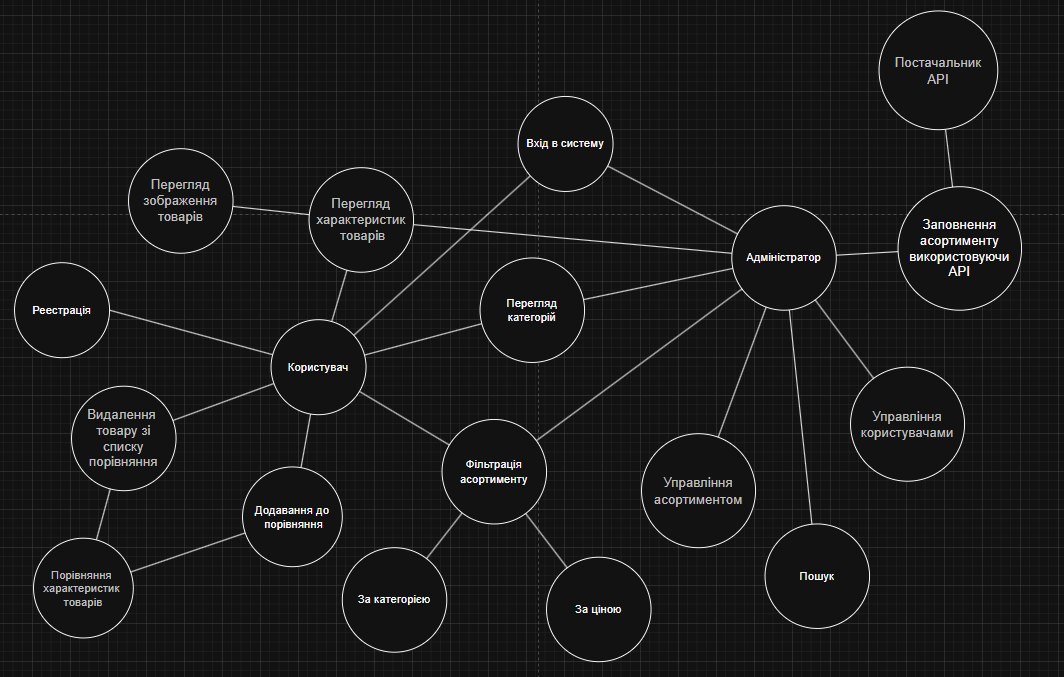 Постачальник
API
Вхід в систему
Перегляд
зображення
товарів
Перегляд
характеристик
товарів
Адміністратор
Заповнення
асортименту
використовуючи
API
Реєстрація
Перегляд
категорій
Користувач
Видалення
товару зі
списку
порівняння
Фільтрація
асортименту
Управління
користувачами
Управління
асортиментом
Додавання до
порівняння
Порівняння
характеристик
товарів
За категорією
За ціною
Пошук